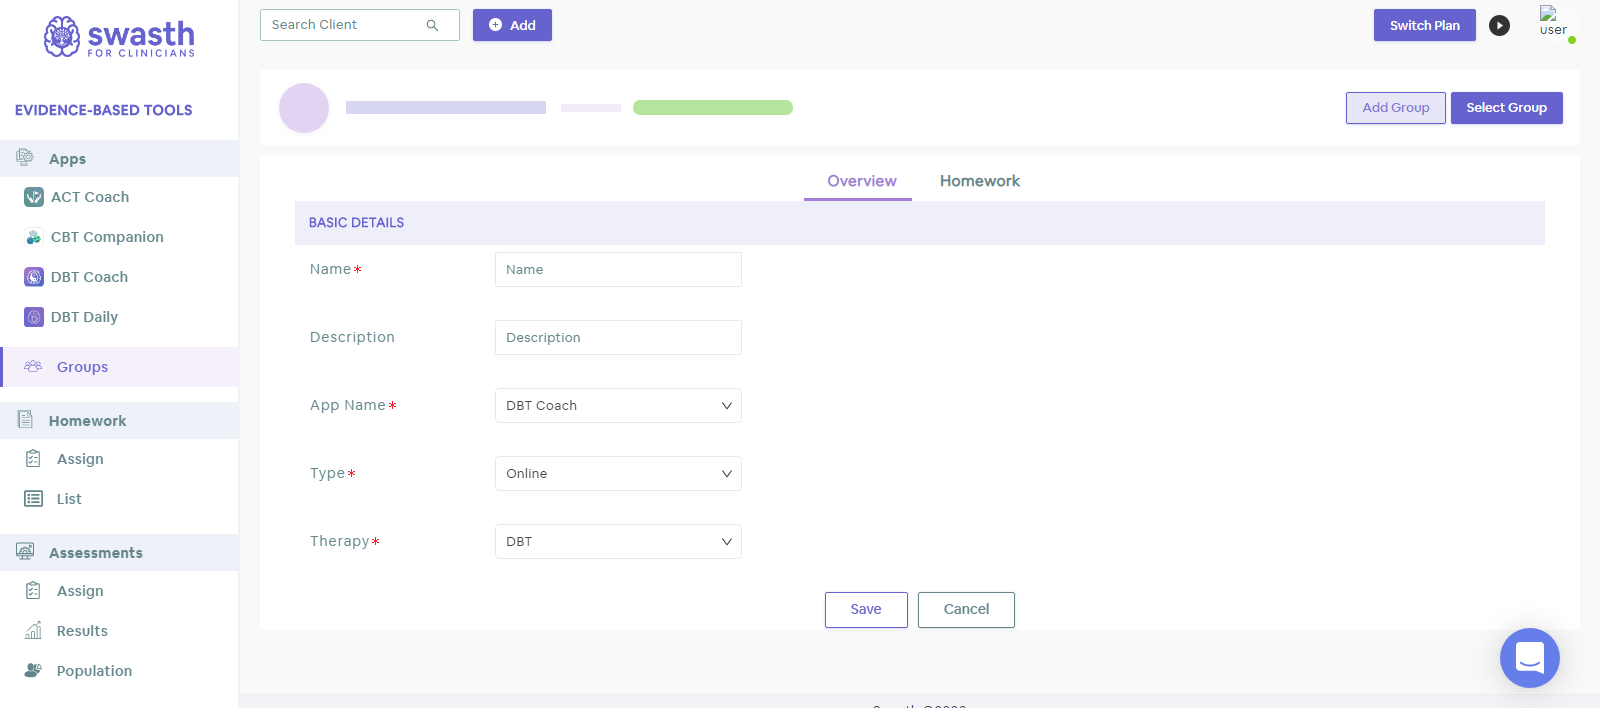 swasth
FOR CLINICIANS
Search Client
Add
Switch Plan
user
EVIDENCE-BASED TOOLS
Apps
ACT Coach
CBT Companion
DBT Coach
DBT Daily
Groups
Homework
Assign
List
Assessments
Assign
Results
Population
Add Group
Select Group
Overview
Homework
BASIC DETAILS
Name*
Name
Description
Description
App Name*
DBT Coach
Type*
Online
Therapy*
DBT
Save
Cancel